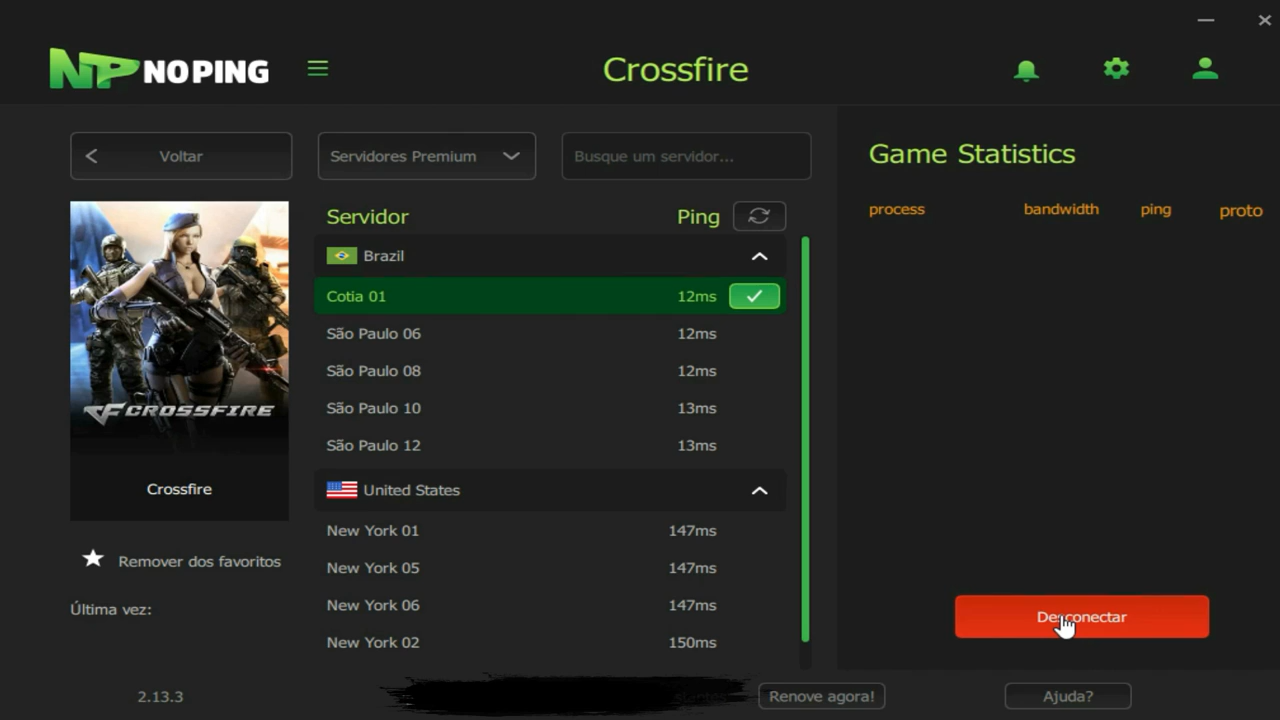 NP NOPING
Crossfire
Voltar
Servidores Premium
Busque um servidor...
Servidor Ping
Brazil
Cotia 01 12ms
São Paulo 06 12ms
São Paulo 08 12ms
São Paulo 10 13ms
São Paulo 12 13ms
United States
New York 01 147ms
New York 05 147ms
New York 06 147ms
New York 02 150ms
CF CROSSFIRE
Crossfire
Remover dos favoritos
Última vez:
Game Statistics
process bandwidth ping proto
Desconectar
2.13.3
Renove agora!
Ajuda?